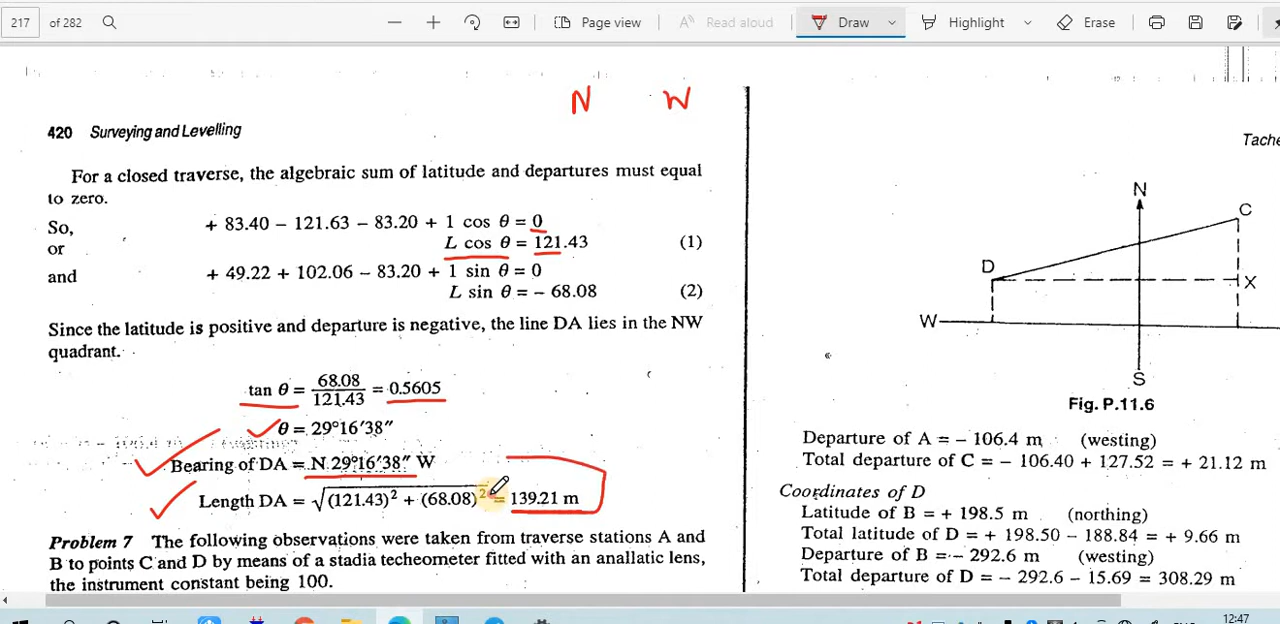 217 of 282
Page view
Read aloud
Draw
Highlight
Erase
N W
420 Surveying and Levelling
For a closed traverse, the algebraic sum of latitude and departures must equal
to zero.
So, + 83.40 − 121.63 − 83.20 + 1 cos θ = 0
or L cos θ = 121.43 (1)
and + 49.22 + 102.06 − 83.20 + 1 sin θ = 0
L sin θ = − 68.08 (2)
Since the latitude is positive and departure is negative, the line DA lies in the NW
quadrant.
tan θ = 68.08/121.43 = 0.5605
θ = 29°16′38″
Bearing of DA = N 29°16′38″ W
Length DA = √(121.43)² + (68.08)² = 139.21 m
Problem 7 The following observations were taken from traverse stations A and
B to points C and D by means of a stadia techeometer fitted with an anallatic lens,
the instrument constant being 100.
Tache
N
C
D
X
W
S
Fig. P.11.6
Departure of A = − 106.4 m (westing)
Total departure of C = − 106.40 + 127.52 = + 21.12 m
Coordinates of D
Latitude of B = + 198.5 m (northing)
Total latitude of D = + 198.50 − 188.84 = + 9.66 m
Departure of B = − 292.6 m (westing)
Total departure of D = − 292.6 − 15.69 = 308.29 m
12:47